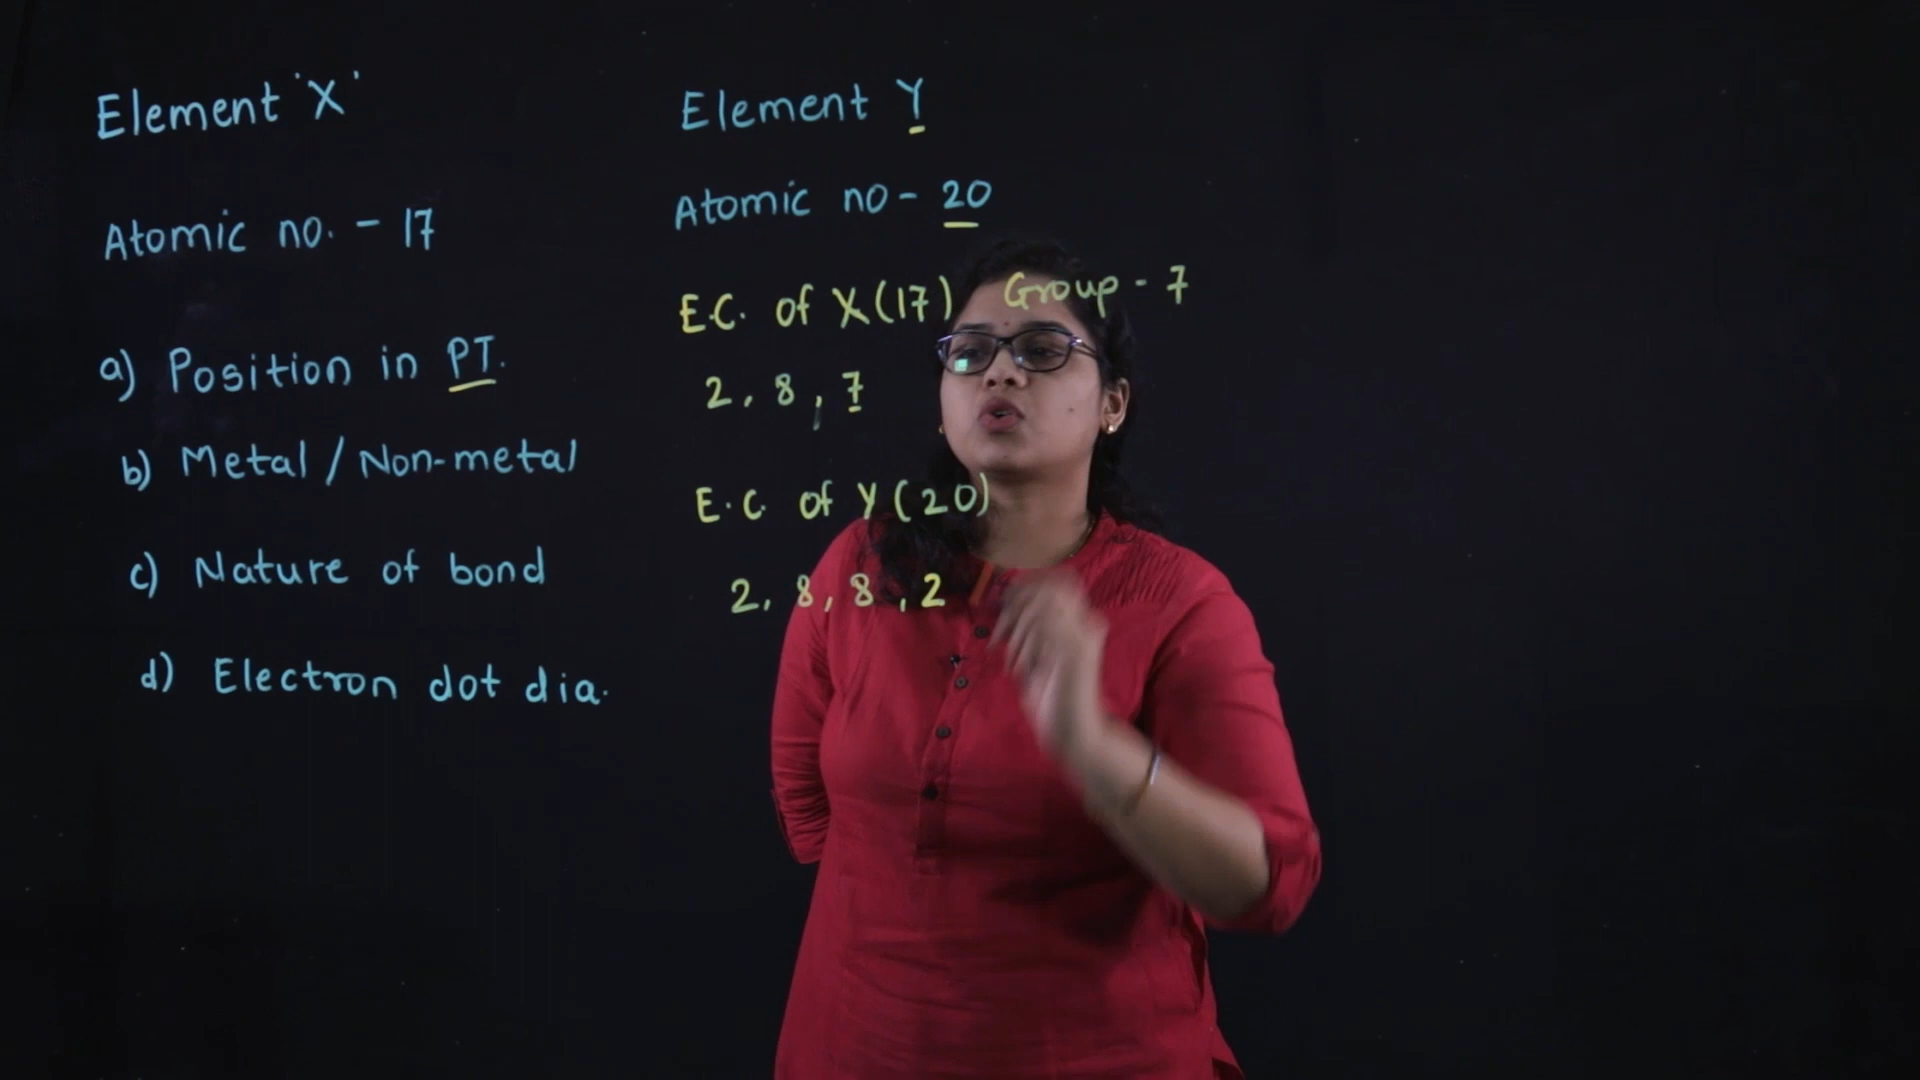 Element 'X'
Atomic no. - 17
a) Position in PT.
b) Metal / Non-metal
c) Nature of bond
d) Electron dot dia.
Element Y
Atomic no - 20
E.C. of X (17) Group - 7
2, 8, 7
E.C. of Y (20)
2, 8, 8, 2